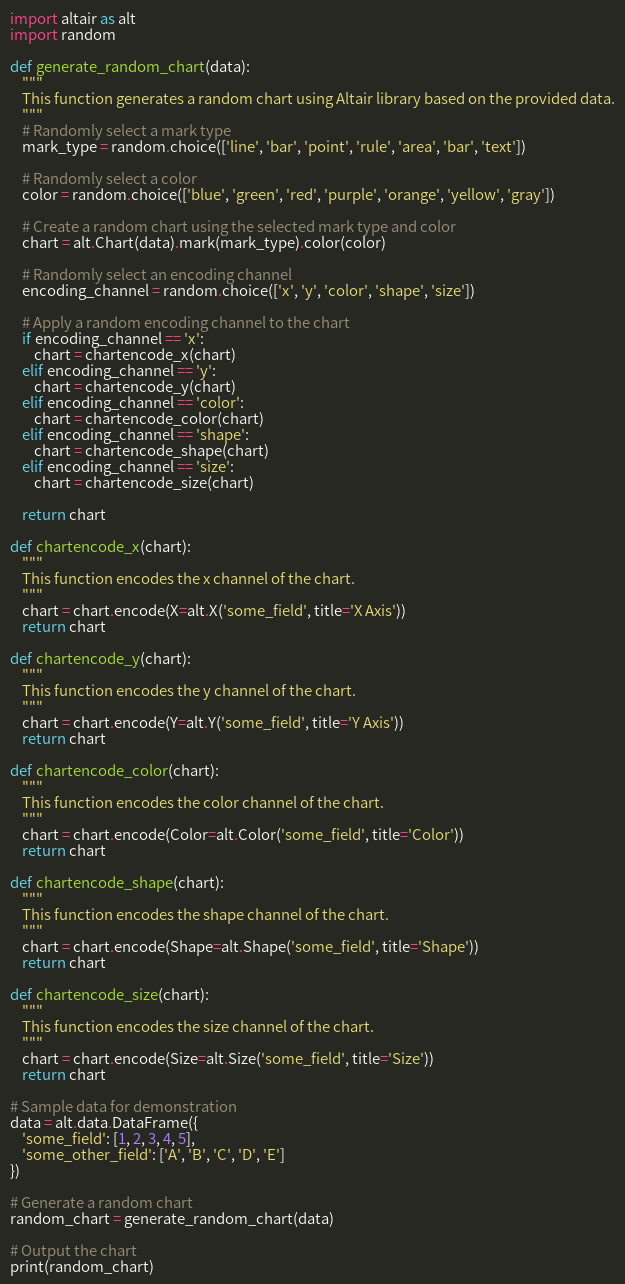 import altair as alt
import random

def generate_random_chart(data):
    """
    This function generates a random chart using Altair library based on the provided data.
    """
    # Randomly select a mark type
    mark_type = random.choice(['line', 'bar', 'point', 'rule', 'area', 'bar', 'text'])

    # Randomly select a color
    color = random.choice(['blue', 'green', 'red', 'purple', 'orange', 'yellow', 'gray'])

    # Create a random chart using the selected mark type and color
    chart = alt.Chart(data).mark(mark_type).color(color)

    # Randomly select an encoding channel
    encoding_channel = random.choice(['x', 'y', 'color', 'shape', 'size'])

    # Apply a random encoding channel to the chart
    if encoding_channel == 'x':
        chart = chartencode_x(chart)
    elif encoding_channel == 'y':
        chart = chartencode_y(chart)
    elif encoding_channel == 'color':
        chart = chartencode_color(chart)
    elif encoding_channel == 'shape':
        chart = chartencode_shape(chart)
    elif encoding_channel == 'size':
        chart = chartencode_size(chart)

    return chart

def chartencode_x(chart):
    """
    This function encodes the x channel of the chart.
    """
    chart = chart.encode(X=alt.X('some_field', title='X Axis'))
    return chart

def chartencode_y(chart):
    """
    This function encodes the y channel of the chart.
    """
    chart = chart.encode(Y=alt.Y('some_field', title='Y Axis'))
    return chart

def chartencode_color(chart):
    """
    This function encodes the color channel of the chart.
    """
    chart = chart.encode(Color=alt.Color('some_field', title='Color'))
    return chart

def chartencode_shape(chart):
    """
    This function encodes the shape channel of the chart.
    """
    chart = chart.encode(Shape=alt.Shape('some_field', title='Shape'))
    return chart

def chartencode_size(chart):
    """
    This function encodes the size channel of the chart.
    """
    chart = chart.encode(Size=alt.Size('some_field', title='Size'))
    return chart

# Sample data for demonstration
data = alt.data.DataFrame({
    'some_field': [1, 2, 3, 4, 5],
    'some_other_field': ['A', 'B', 'C', 'D', 'E']
})

# Generate a random chart
random_chart = generate_random_chart(data)

# Output the chart
print(random_chart)